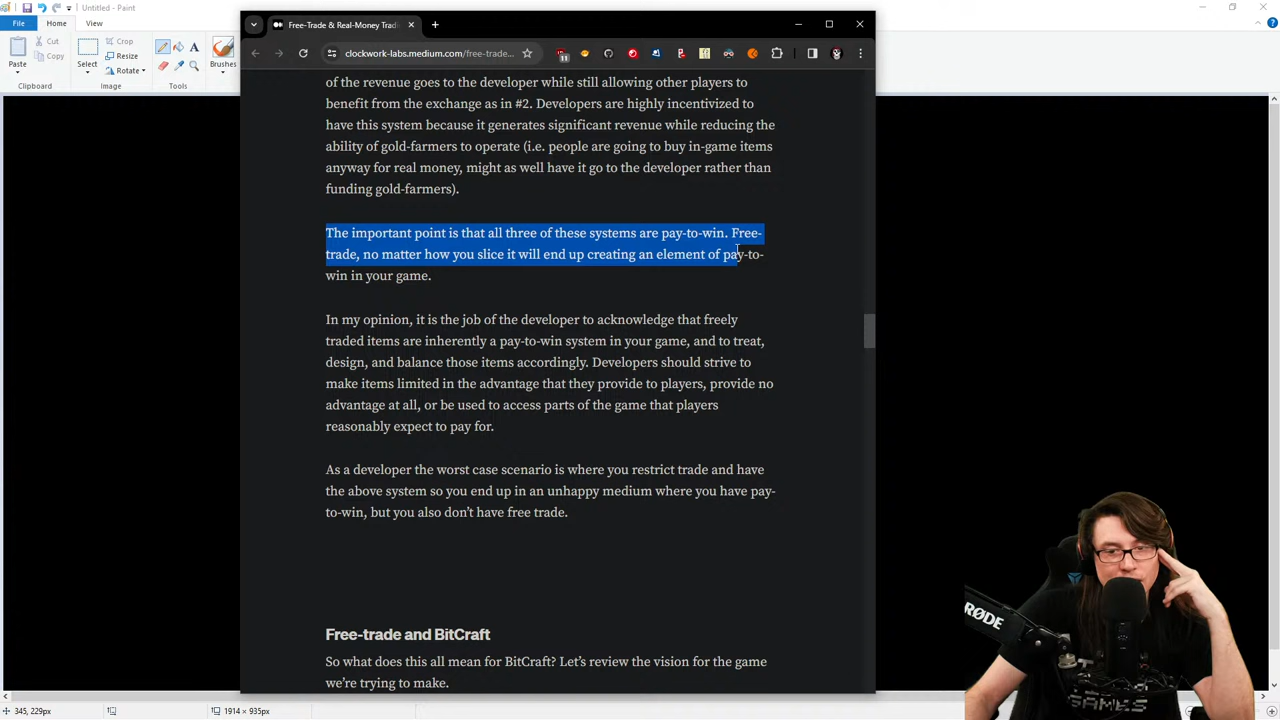 Untitled - Paint
File
Home
View
Paste
Cut
Copy
Clipboard
Select
Crop
Resize
Rotate
Image
Tools
Brushes
Free-Trade & Real-Money Tradi
clockwork-labs.medium.com/free-trade...
11
of the revenue goes to the developer while still allowing other players to
benefit from the exchange as in #2. Developers are highly incentivized to
have this system because it generates significant revenue while reducing the
ability of gold-farmers to operate (i.e. people are going to buy in-game items
anyway for real money, might as well have it go to the developer rather than
funding gold-farmers).
The important point is that all three of these systems are pay-to-win. Free-
trade, no matter how you slice it will end up creating an element of pay-to-
win in your game.
In my opinion, it is the job of the developer to acknowledge that freely
traded items are inherently a pay-to-win system in your game, and to treat,
design, and balance those items accordingly. Developers should strive to
make items limited in the advantage that they provide to players, provide no
advantage at all, or be used to access parts of the game that players
reasonably expect to pay for.
As a developer the worst case scenario is where you restrict trade and have
the above system so you end up in an unhappy medium where you have pay-
to-win, but you also don't have free trade.
Free-trade and BitCraft
So what does this all mean for BitCraft? Let's review the vision for the game
we're trying to make.
RØDE
GAMES
345, 229px
1914 × 935px